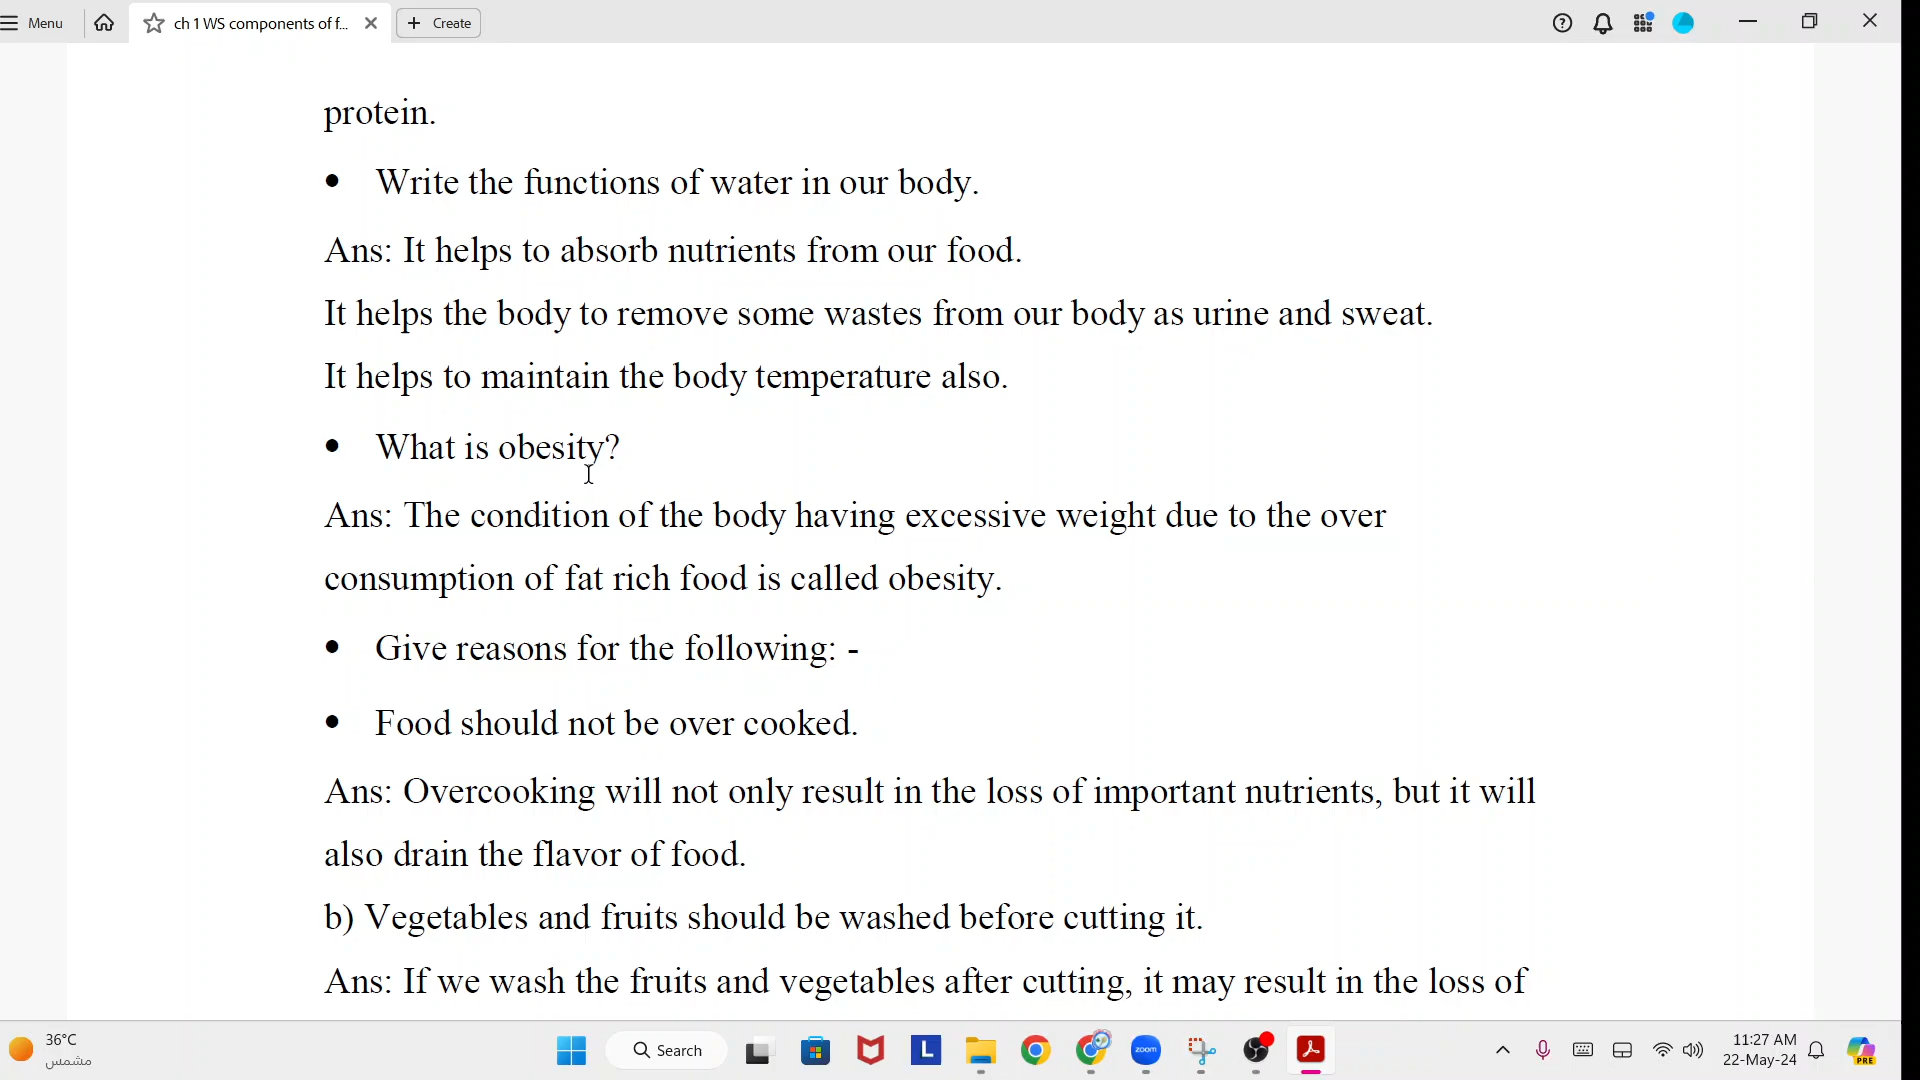 Menu
ch 1 WS components of f...
Create
protein.
• Write the functions of water in our body.
Ans: It helps to absorb nutrients from our food.
It helps the body to remove some wastes from our body as urine and sweat.
It helps to maintain the body temperature also.
• What is obesity?
Ans: The condition of the body having excessive weight due to the over
consumption of fat rich food is called obesity.
• Give reasons for the following: -
• Food should not be over cooked.
Ans: Overcooking will not only result in the loss of important nutrients, but it will
also drain the flavor of food.
b) Vegetables and fruits should be washed before cutting it.
Ans: If we wash the fruits and vegetables after cutting, it may result in the loss of
36°C
مشمس
Search
L
zoom
11:27 AM
22-May-24
PRE